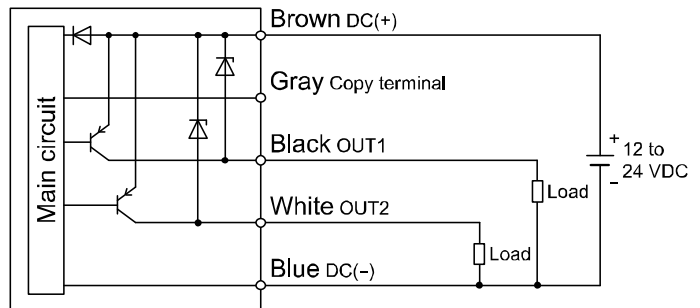 Brown DC(+)
Gray Copy terminal
Main circuit
Black OUT1
+
12 to
24 VDC
-
Load
White OUT2
Load
Blue DC(−)